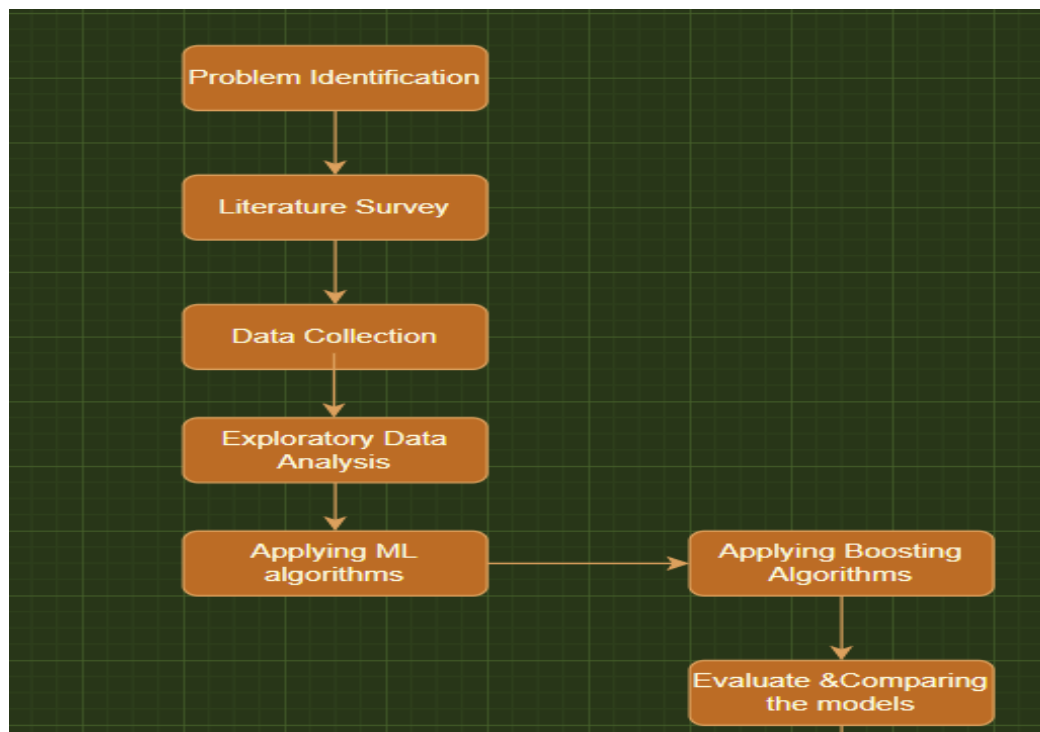 Problem Identification
Literature Survey
Data Collection
Exploratory Data
Analysis
Applying ML
algorithms
Applying Boosting
Algorithms
Evaluate &Comparing
the models